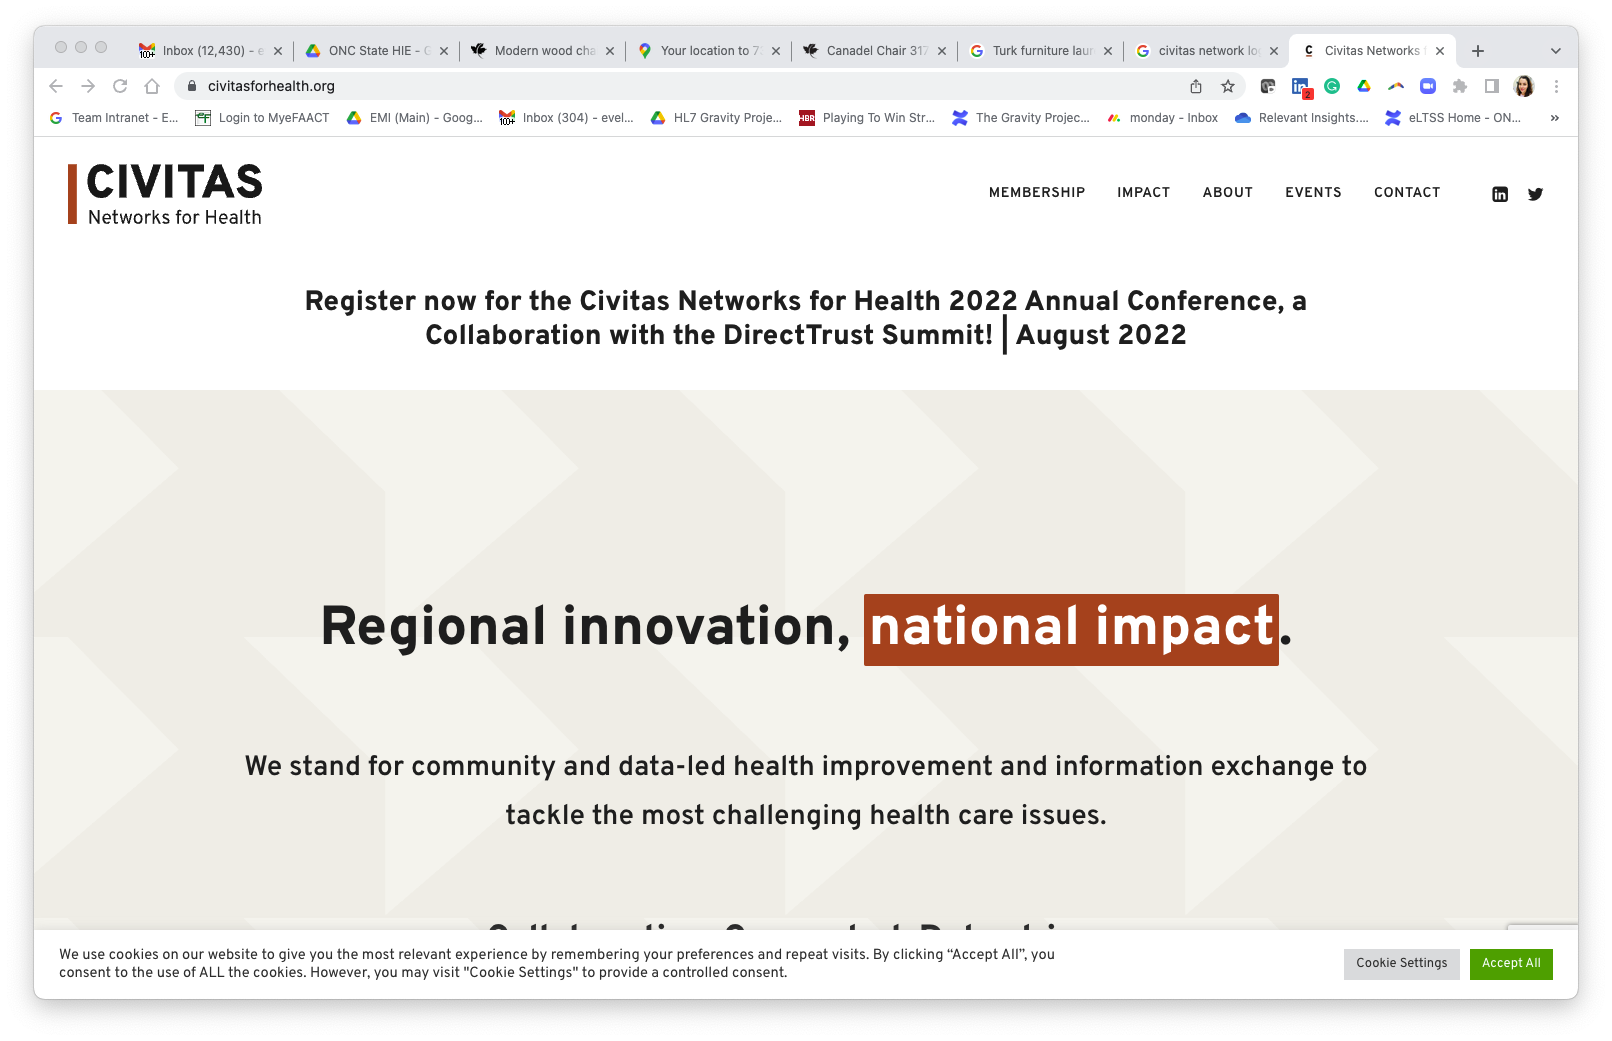 Inbox (12,430) - e
ONC State HIE - G
Modern wood cha
Your location to 7
Canadel Chair 317
Turk furniture laun
civitas network lo
Civitas Networks f
civitasforhealth.org
2
Team Intranet - E...
Login to MyeFAACT
EMI (Main) - Goog...
Inbox (304) - evel...
HL7 Gravity Proje...
HBR Playing To Win Str...
The Gravity Projec...
monday - Inbox
Relevant Insights....
eLTSS Home - ON...
CIVITAS
Networks for Health
MEMBERSHIP IMPACT ABOUT EVENTS CONTACT
Register now for the Civitas Networks for Health 2022 Annual Conference, a
Collaboration with the DirectTrust Summit! | August 2022
Regional innovation, national impact.
We stand for community and data-led health improvement and information exchange to
tackle the most challenging health care issues.
We use cookies on our website to give you the most relevant experience by remembering your preferences and repeat visits. By clicking “Accept All”, you
consent to the use of ALL the cookies. However, you may visit "Cookie Settings" to provide a controlled consent.
Cookie Settings
Accept All